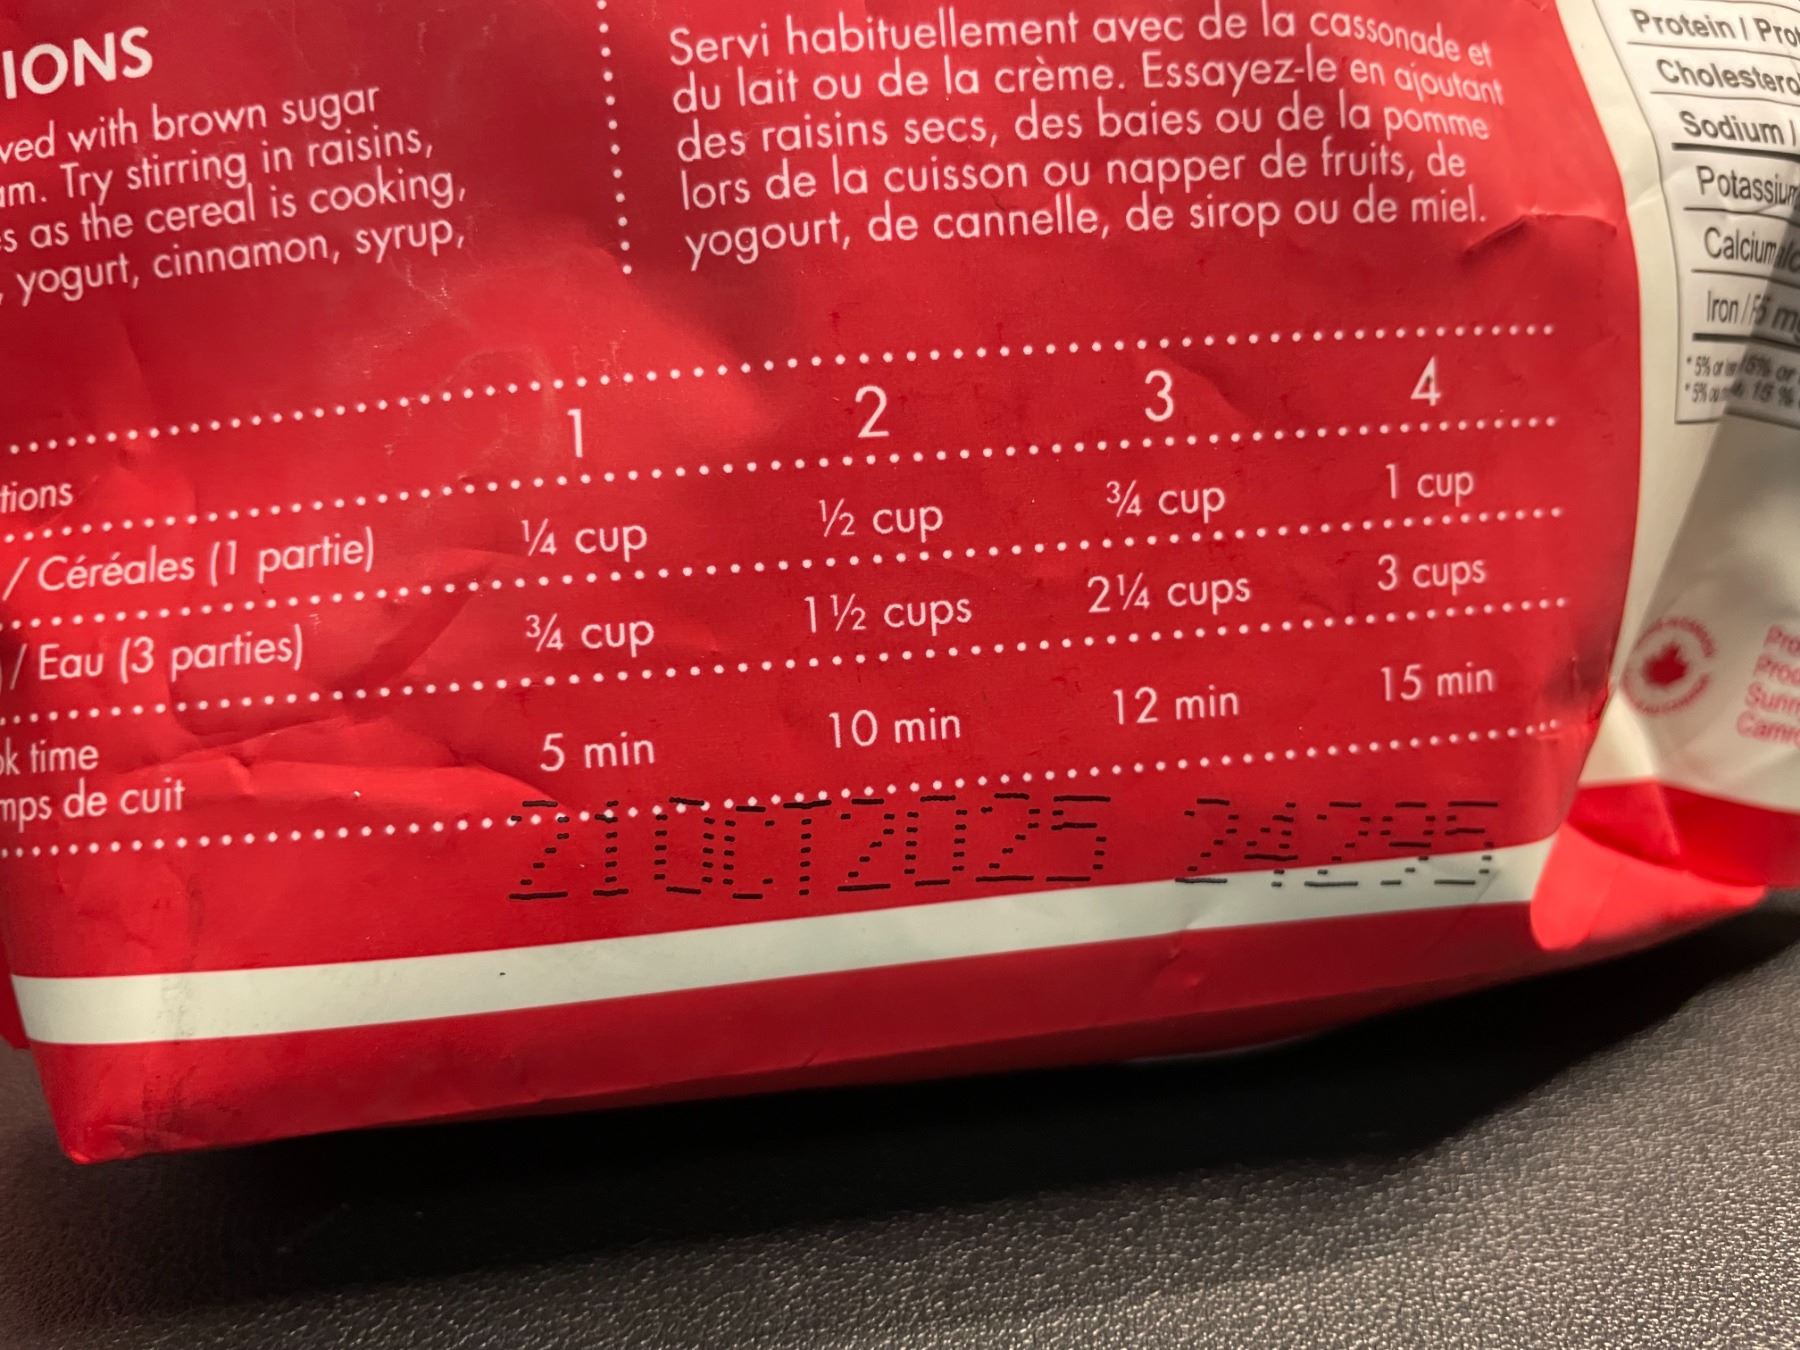 IONS
ved with brown sugar
am. Try stirring in raisins,
es as the cereal is cooking,
yogurt, cinnamon, syrup,
Servi habituellement avec de la cassonade et
du lait ou de la crème. Essayez-le en ajoutant
des raisins secs, des baies ou de la pomme
lors de la cuisson ou napper de fruits, de
yogourt, de cannelle, de sirop ou de miel.
tions 1 2 3 4
/ Céréales (1 partie) ¼ cup ½ cup ¾ cup 1 cup
/ Eau (3 parties) ¾ cup 1½ cups 2¼ cups 3 cups
ok time
mps de cuit 5 min 10 min 12 min 15 min
21OCT2025 24295
Protein / Prot
Cholesterol
Sodium /
Potassium
Calcium
Iron /